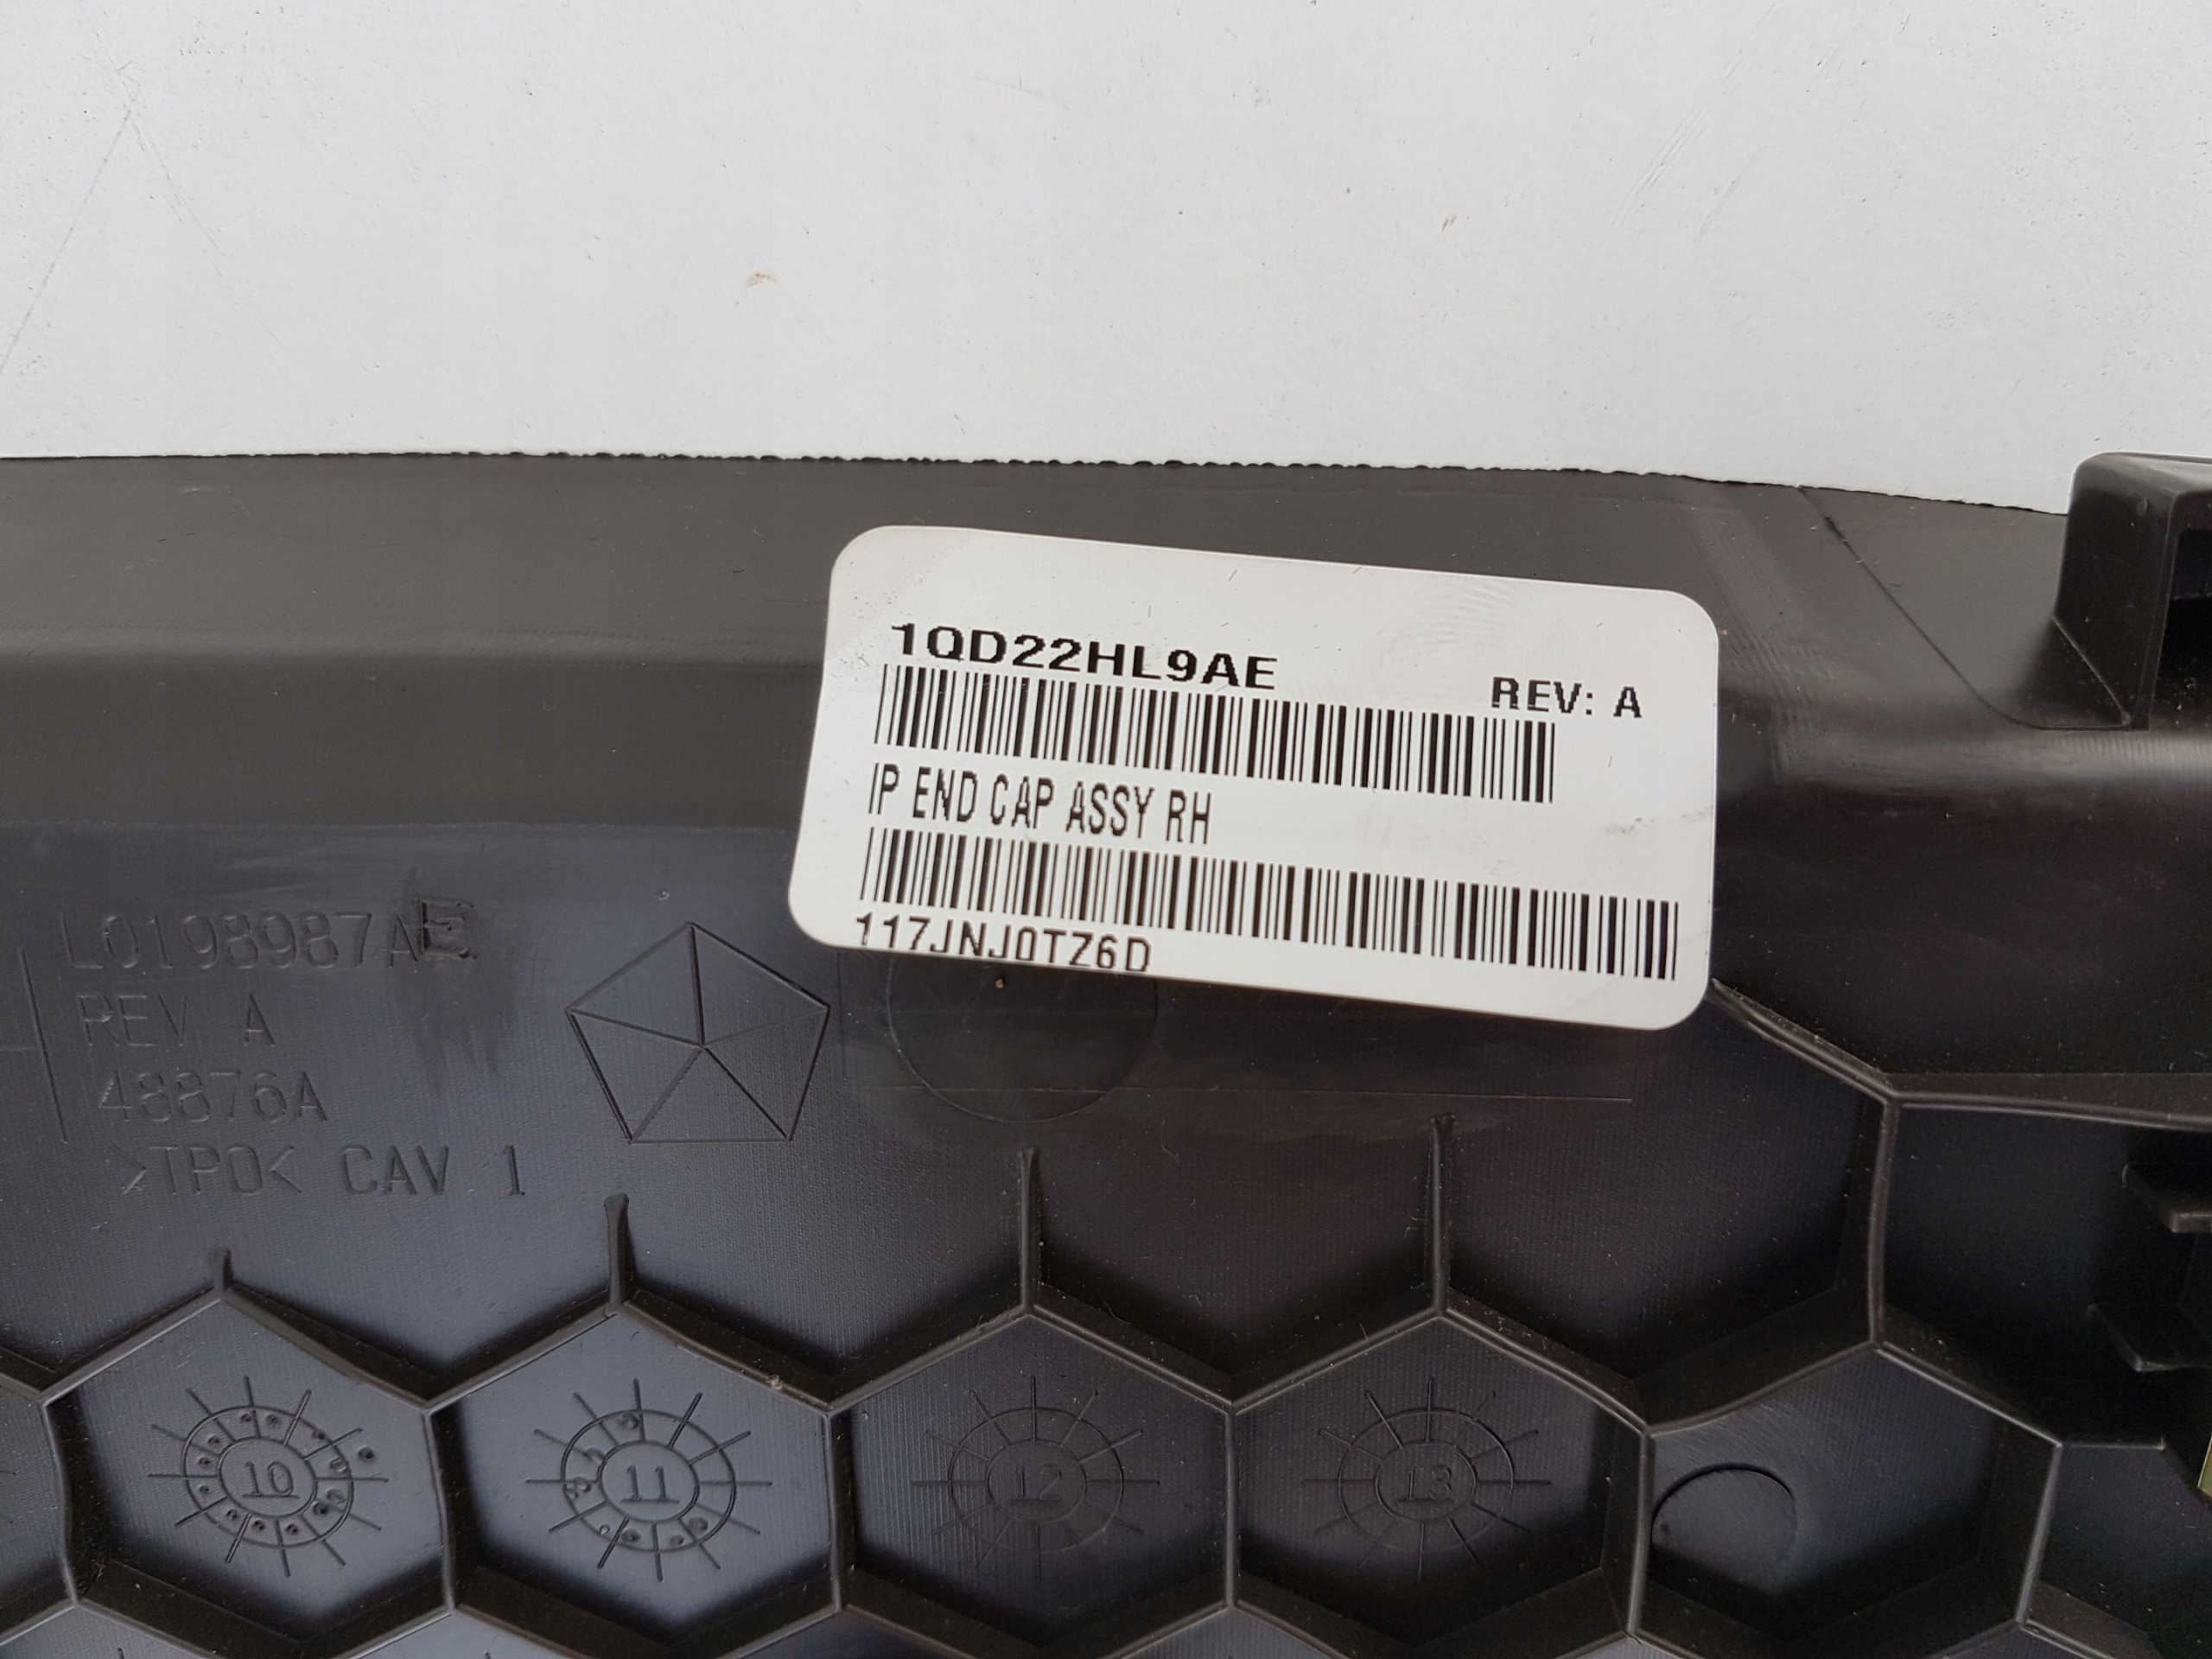 1QD22HL9AE
REV: A
IP END CAP ASSY RH
117JNJ0TZ6D
L0198987AE
REV A
48876A
>TPO< CAV 1
10
11
12
13